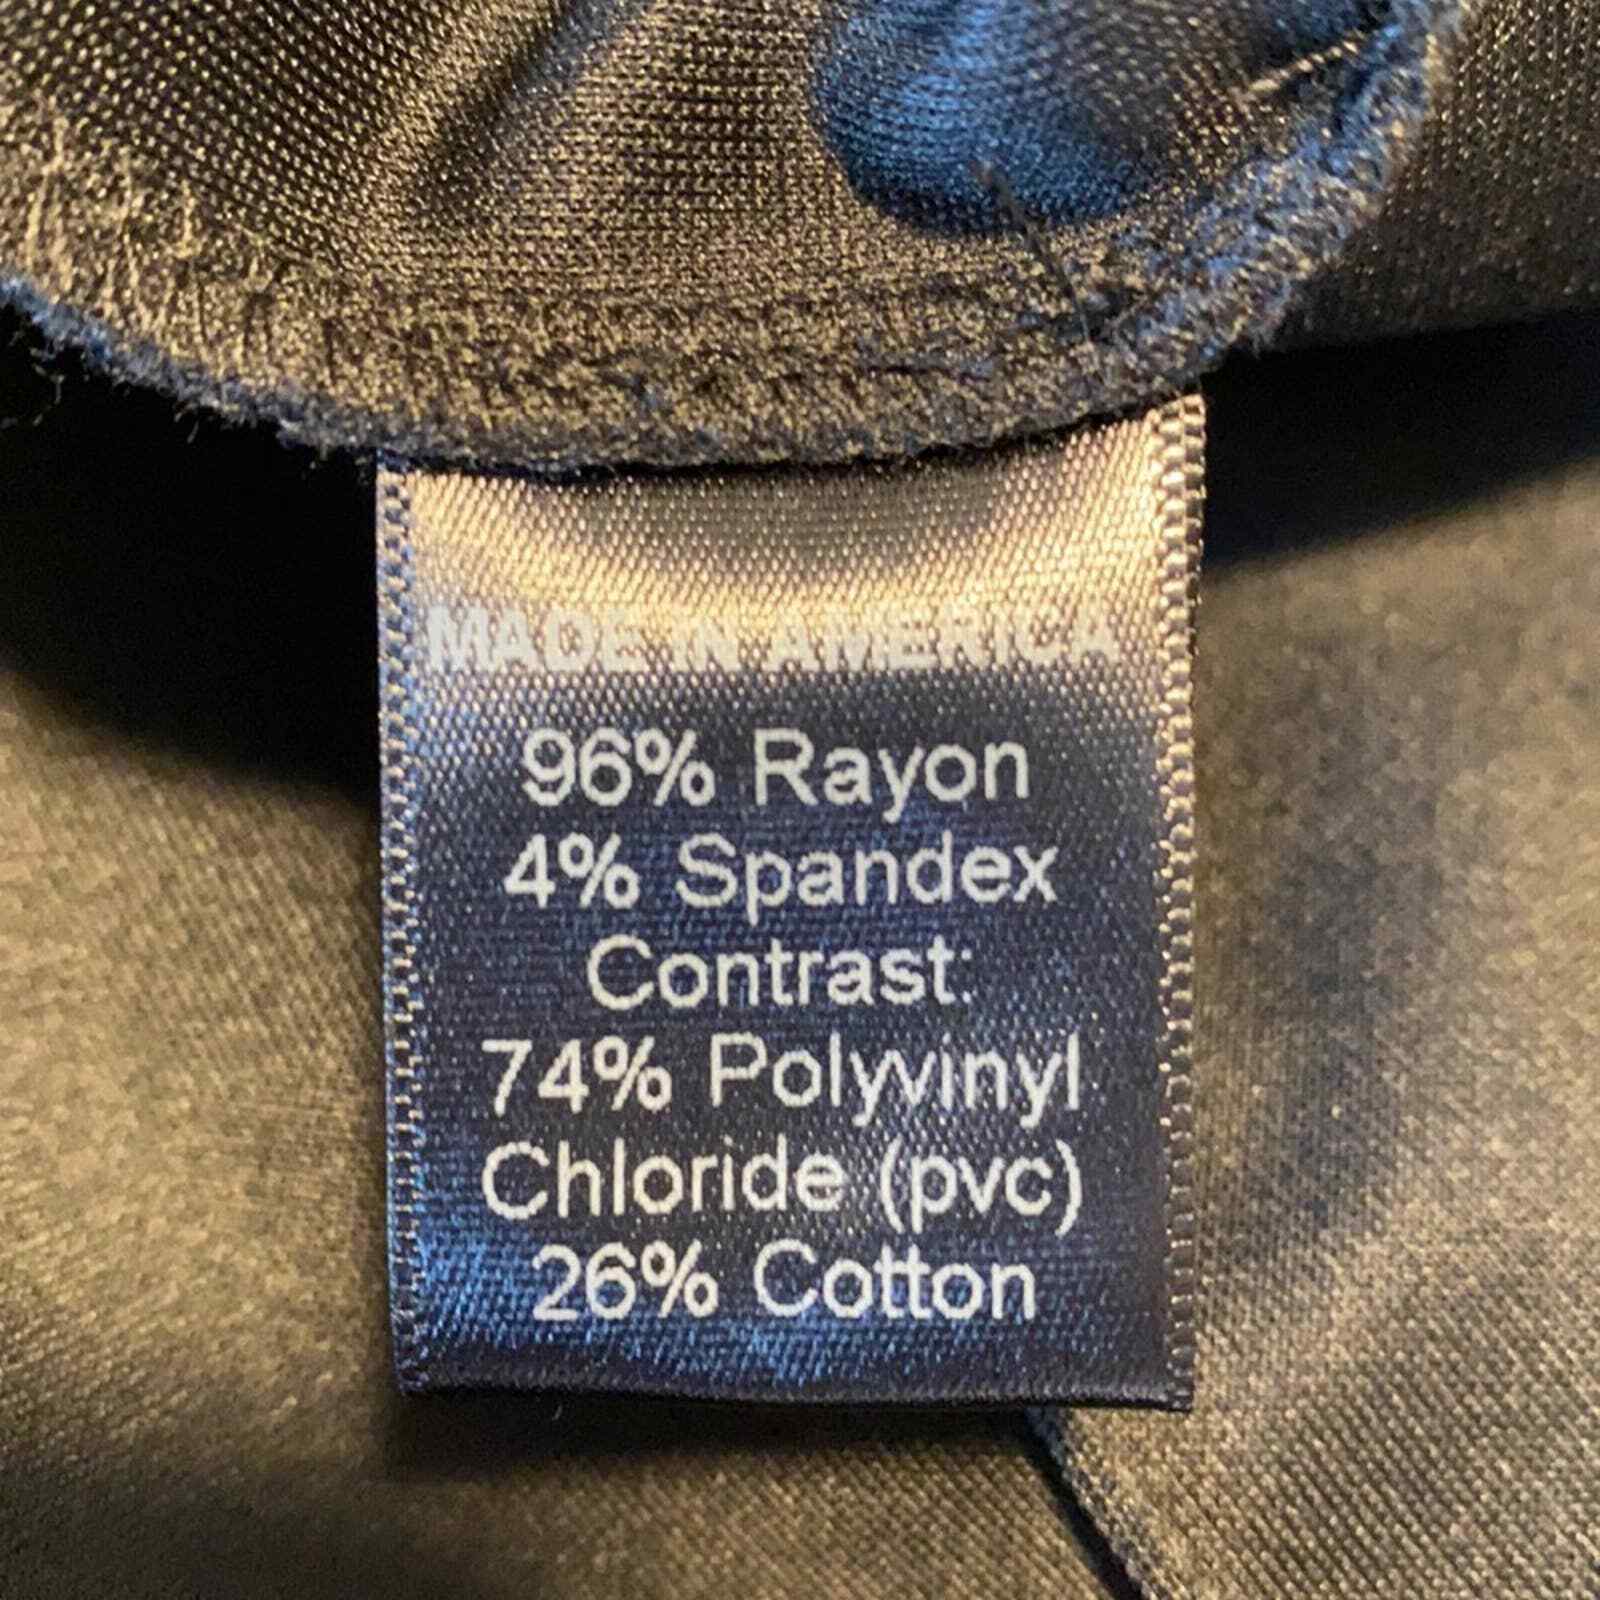 MADE IN AMERICA
96% Rayon
4% Spandex
Contrast:
74% Polyvinyl
Chloride (pvc)
26% Cotton